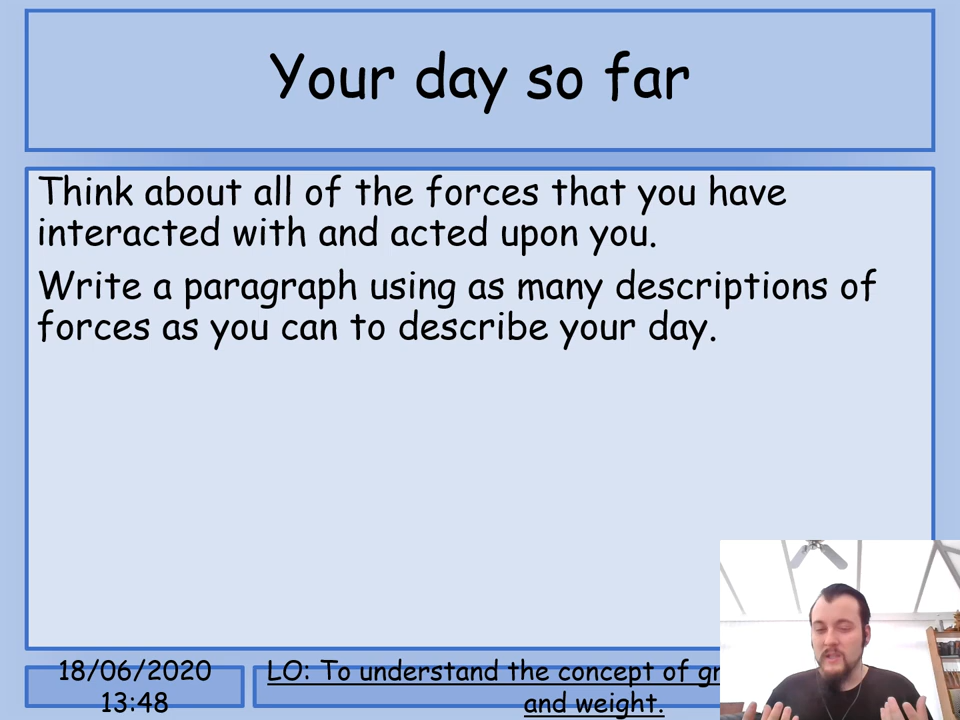 Your day so far
Think about all of the forces that you have
interacted with and acted upon you.
Write a paragraph using as many descriptions of
forces as you can to describe your day.
18/06/2020
13:48
LO: To understand the concept of
and weight.